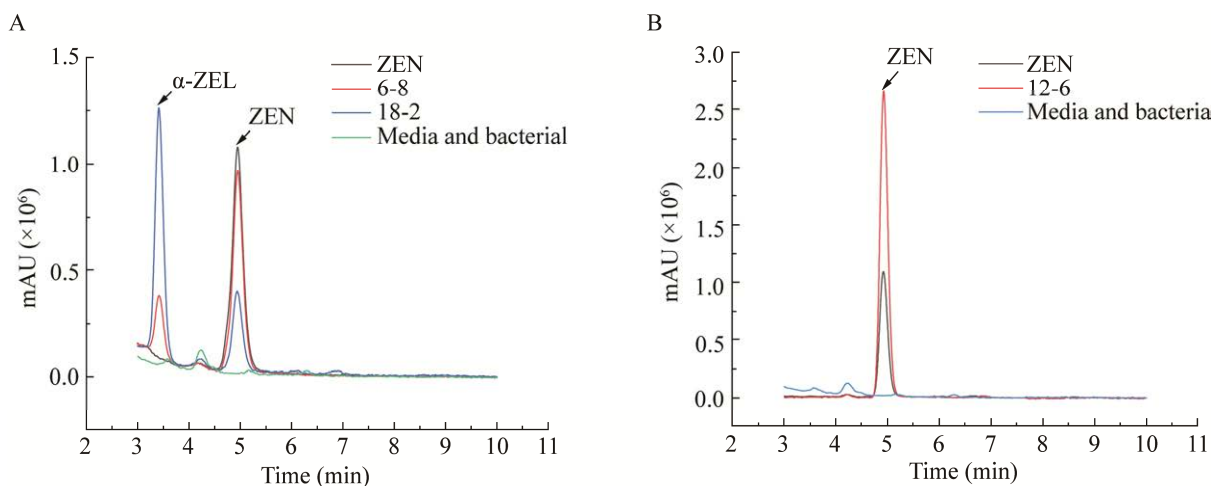 A
1.5
1.0
0.5
0.0
mAU (×10⁶)
α-ZEL
ZEN
ZEN
6-8
18-2
Media and bacterial
2 3 4 5 6 7 8 9 10 11
Time (min)
B
3.0
2.5
2.0
1.5
1.0
0.5
0.0
mAU (×10⁶)
ZEN
ZEN
12-6
Media and bacteria
2 3 4 5 6 7 8 9 10 11
Time (min)